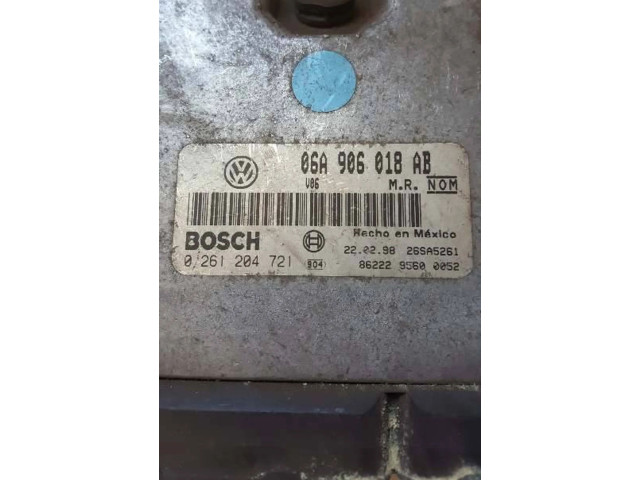 06A 906 018 AB
V06 M.R. NOM
BOSCH Hecho en México
22.02.98 26SA5261
0 261 204 721 904 86222 9560 0052